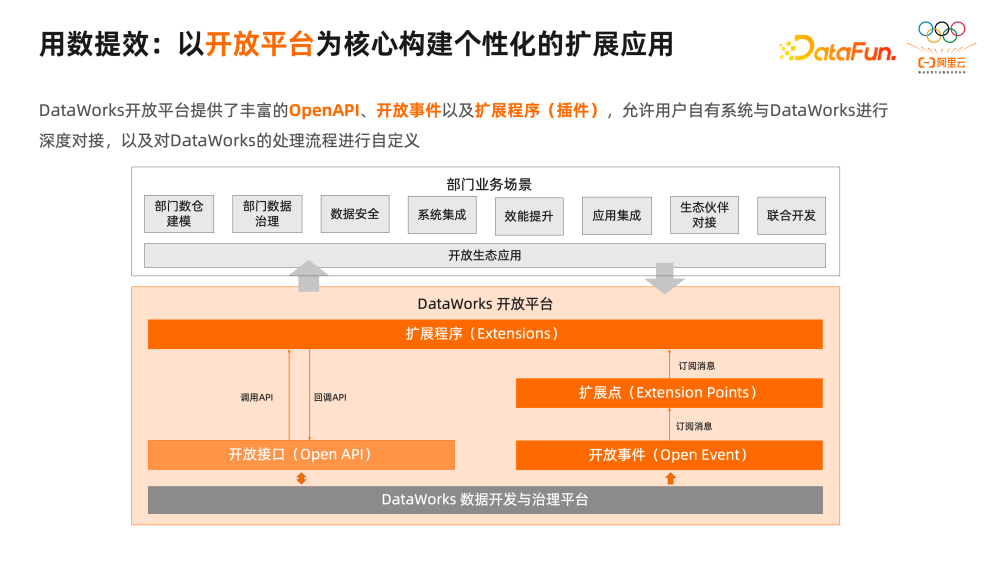 用数提效：以开放平台为核心构建个性化的扩展应用
DataFun.
阿里云
DataWorks开放平台提供了丰富的OpenAPI、开放事件以及扩展程序（插件），允许用户自有系统与DataWorks进行
深度对接，以及对DataWorks的处理流程进行自定义
部门业务场景
部门数仓
建模
部门数据
治理
数据安全
系统集成
效能提升
应用集成
生态伙伴
对接
联合开发
开放生态应用
DataWorks 开放平台
扩展程序（Extensions）
订阅消息
扩展点（Extension Points）
调用API
回调API
订阅消息
开放接口（Open API）
开放事件（Open Event）
DataWorks 数据开发与治理平台